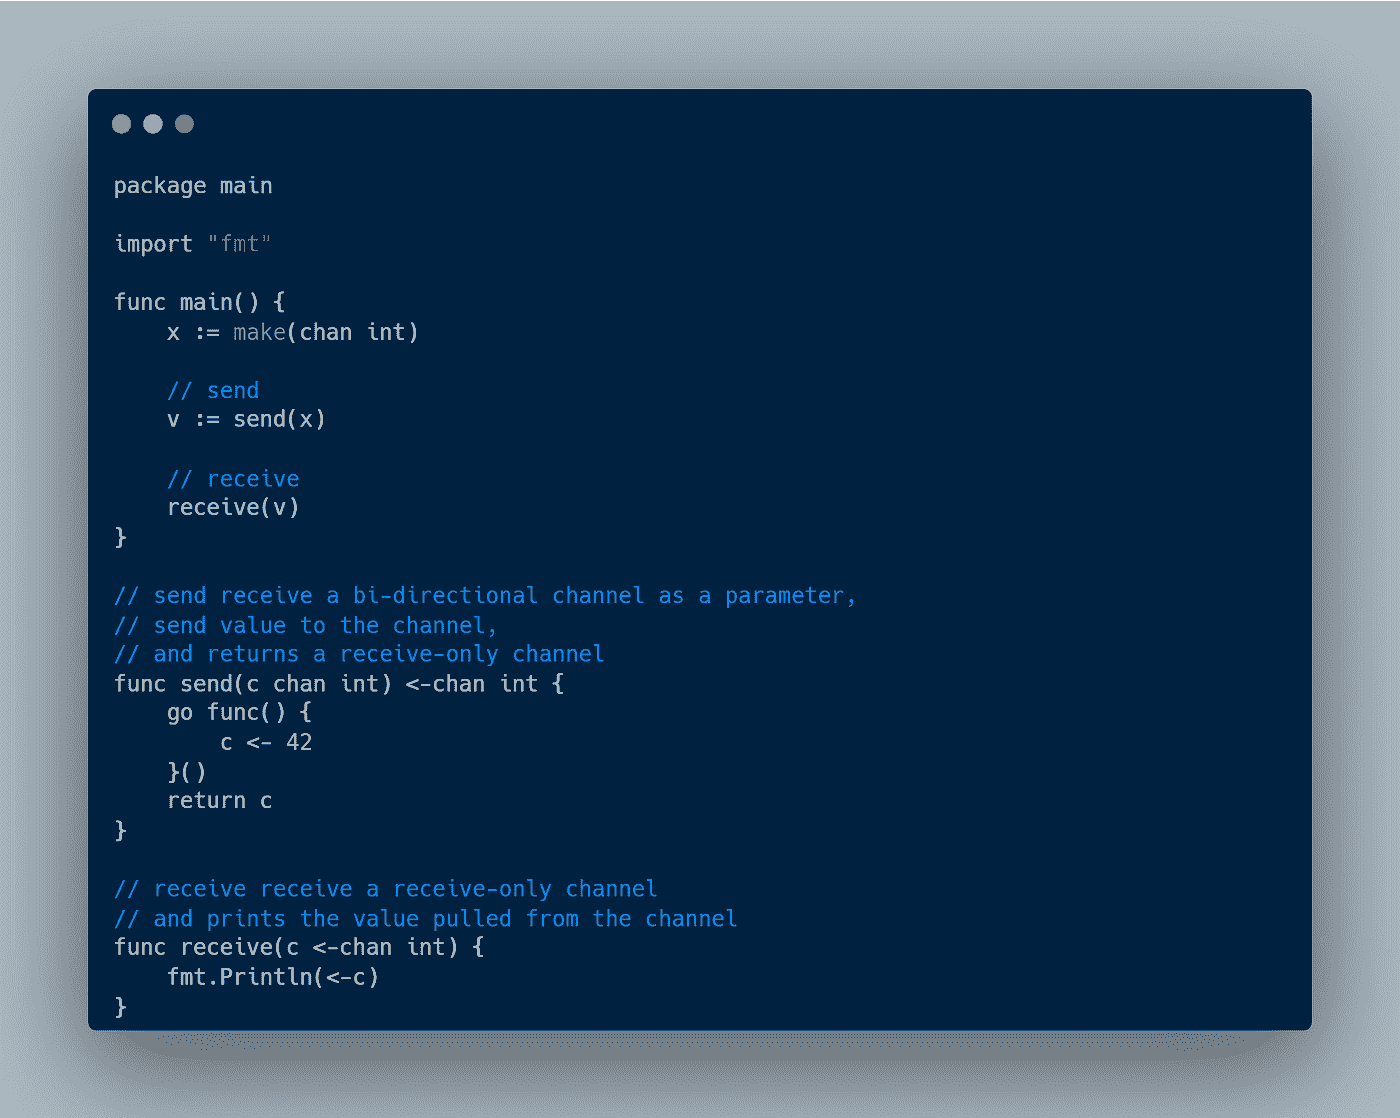 package main

import "fmt"

func main() {
    x := make(chan int)

    // send
    v := send(x)

    // receive
    receive(v)
}

// send receive a bi-directional channel as a parameter,
// send value to the channel,
// and returns a receive-only channel
func send(c chan int) <-chan int {
    go func() {
        c <- 42
    }()
    return c
}

// receive receive a receive-only channel
// and prints the value pulled from the channel
func receive(c <-chan int) {
    fmt.Println(<-c)
}